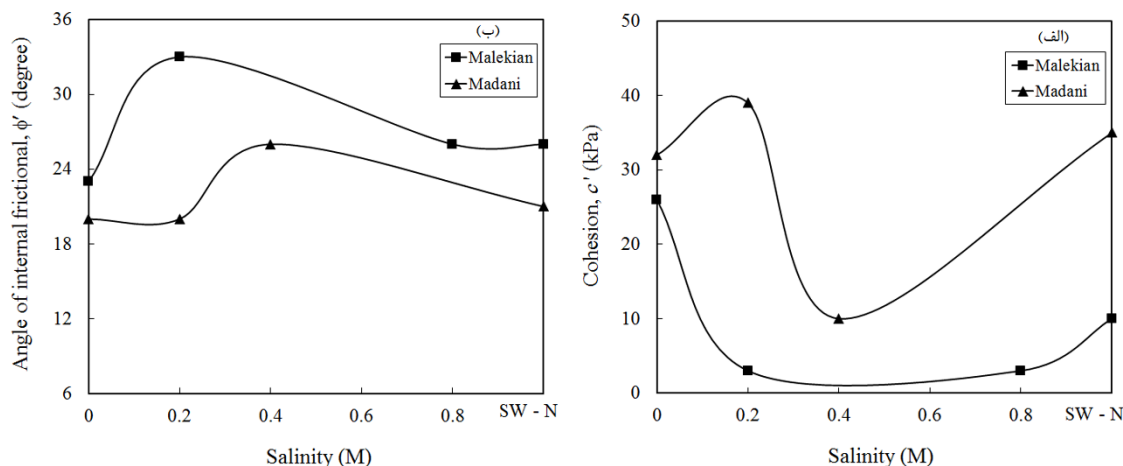 (ب)
Malekian
Madani
Angle of internal frictional, ϕ′ (degree)
36
30
24
18
12
6
0
0.2
0.4
0.6
0.8
SW - N
Salinity (M)
(الف)
Malekian
Madani
Cohesion, c' (kPa)
50
40
30
20
10
0
0
0.2
0.4
0.6
0.8
SW - N
Salinity (M)